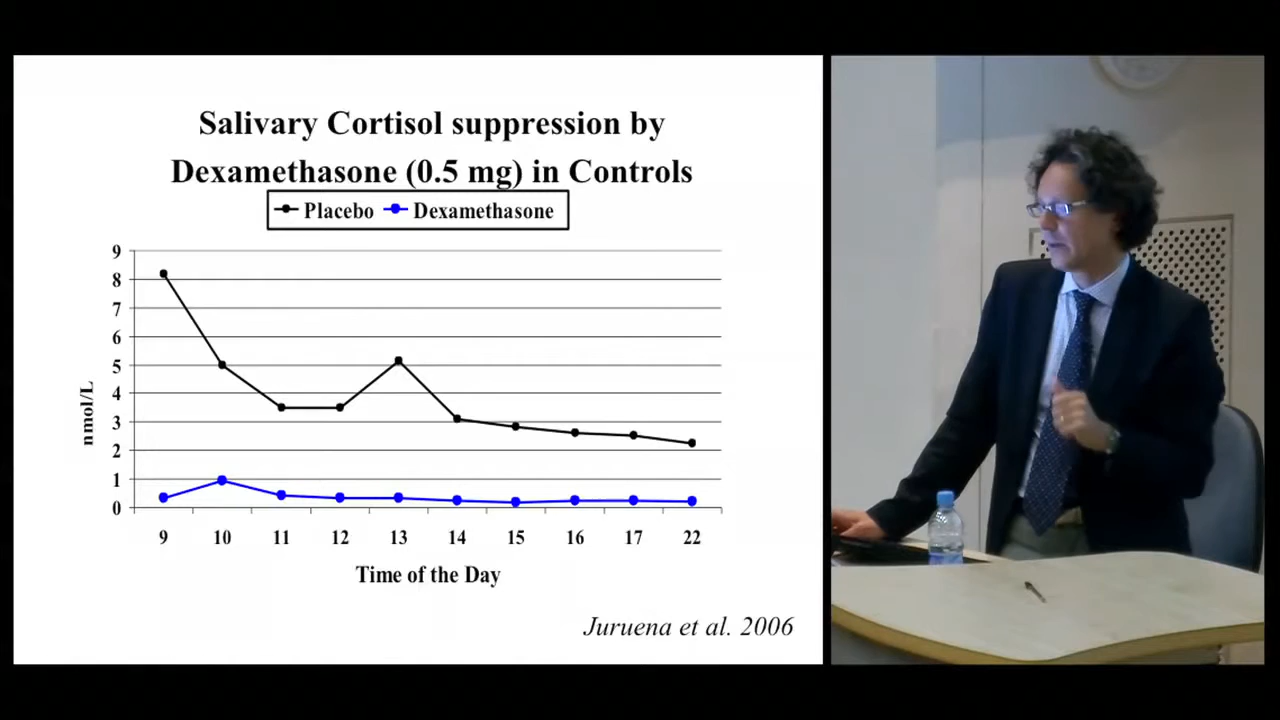 Salivary Cortisol suppression by
Dexamethasone (0.5 mg) in Controls
Placebo Dexamethasone
9
8
7
6
5
4
3
2
1
0
nmol/L
9 10 11 12 13 14 15 16 17 22
Time of the Day
Juruena et al. 2006